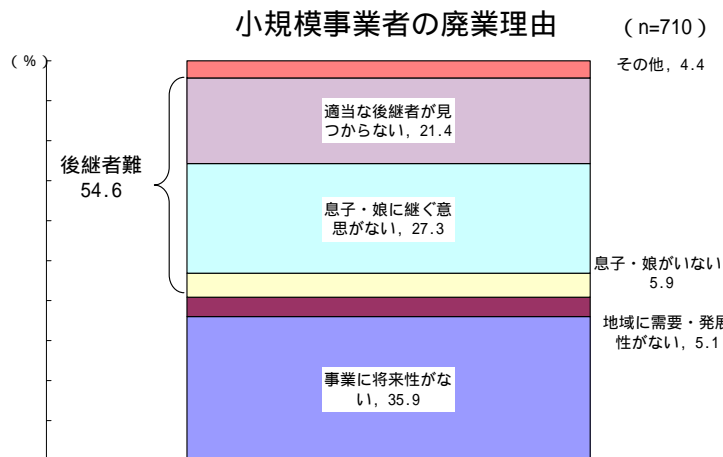 小規模事業者の廃業理由 (n=710)
(%)
その他, 4.4
適当な後継者が見
つからない, 21.4
後継者難
54.6
息子・娘に継ぐ意
思がない, 27.3
息子・娘がいない
5.9
地域に需要・発展
性がない, 5.1
事業に将来性がな
い, 35.9